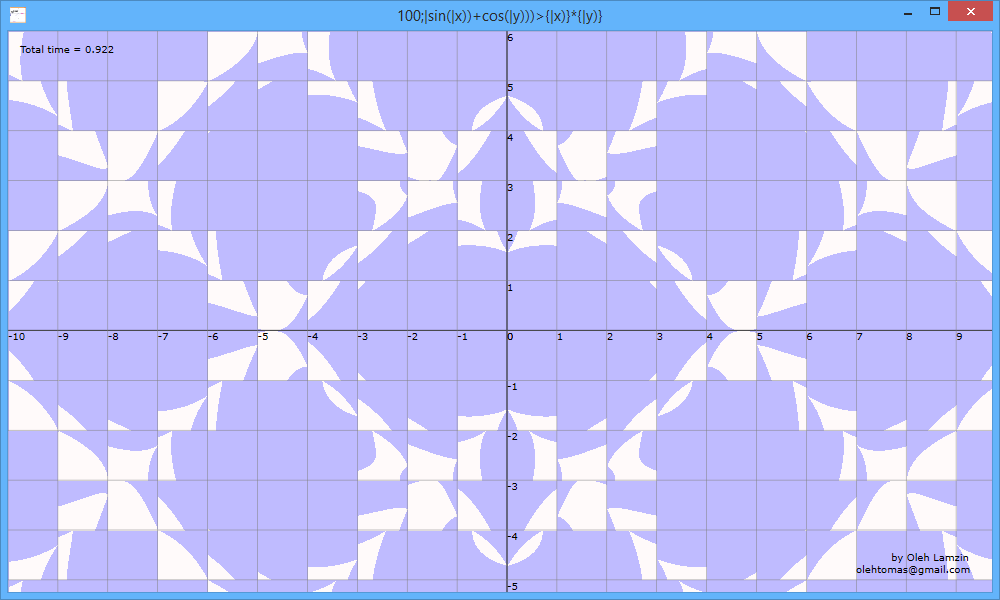 100;|sin(|x))+cos(|y)))>{|x)}*{|y)}
Total time = 0.922
6
5
4
3
2
1
-10 -9 -8 -7 -6 -5 -4 -3 -2 -1 0 1 2 3 4 5 6 7 8 9
-1
-2
-3
-4
by Oleh Lamzin
olehtomas@gmail.com
-5